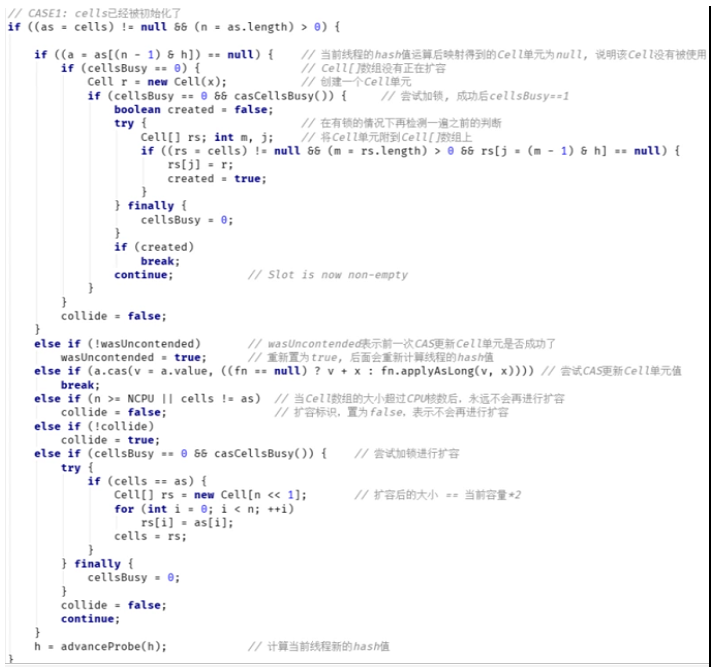 // CASE1: cells已经被初始化了
if ((as = cells) != null && (n = as.length) > 0) {
if ((a = as[(n - 1) & h]) == null) { // 当前线程的hash值运算后映射得到的Cell单元为null, 说明该Cell没有被使用
if (cellsBusy == 0) { // Cell[]数组没有正在扩容
Cell r = new Cell(x); // 创建一个Cell单元
if (cellsBusy == 0 && casCellsBusy()) { // 尝试加锁, 成功后cellsBusy==1
boolean created = false;
try { // 在有锁的情况下再检测一遍之前的判断
Cell[] rs; int m, j; // 将Cell单元附到Cell[]数组上
if ((rs = cells) != null && (m = rs.length) > 0 && rs[j = (m - 1) & h] == null) {
rs[j] = r;
created = true;
}
} finally {
cellsBusy = 0;
}
if (created)
break;
continue; // Slot is now non-empty
}
}
collide = false;
}
else if (!wasUncontended) // wasUncontended表示前一次CAS更新Cell单元是否成功了
wasUncontended = true; // 重新置为true, 后面会重新计算线程的hash值
else if (a.cas(v = a.value, ((fn == null) ? v + x : fn.applyAsLong(v, x)))) // 尝试CAS更新Cell单元值
break;
else if (n >= NCPU || cells != as) // 当Cell数组的大小超过CPU核数后, 永远不会再进行扩容
collide = false; // 扩容标识, 置为false, 表示不会再进行扩容
else if (!collide)
collide = true;
else if (cellsBusy == 0 && casCellsBusy()) { // 尝试加锁进行扩容
try {
if (cells == as) {
Cell[] rs = new Cell[n << 1]; // 扩容后的大小 == 当前容量*2
for (int i = 0; i < n; ++i)
rs[i] = as[i];
cells = rs;
}
} finally {
cellsBusy = 0;
}
collide = false;
continue;
}
h = advanceProbe(h); // 计算当前线程新的hash值
}